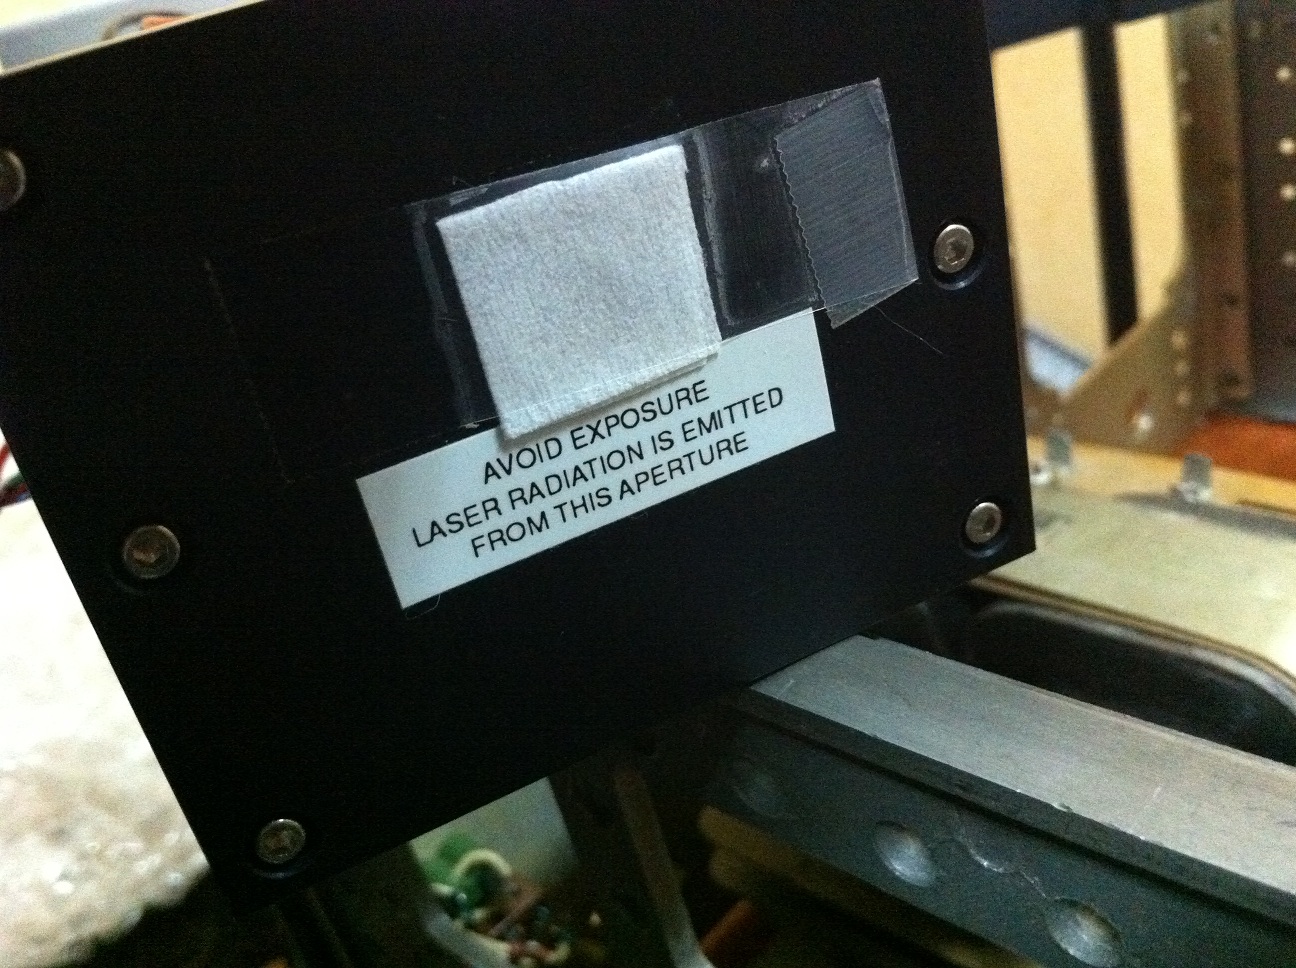 AVOID EXPOSURE
LASER RADIATION IS EMITTED
FROM THIS APERTURE